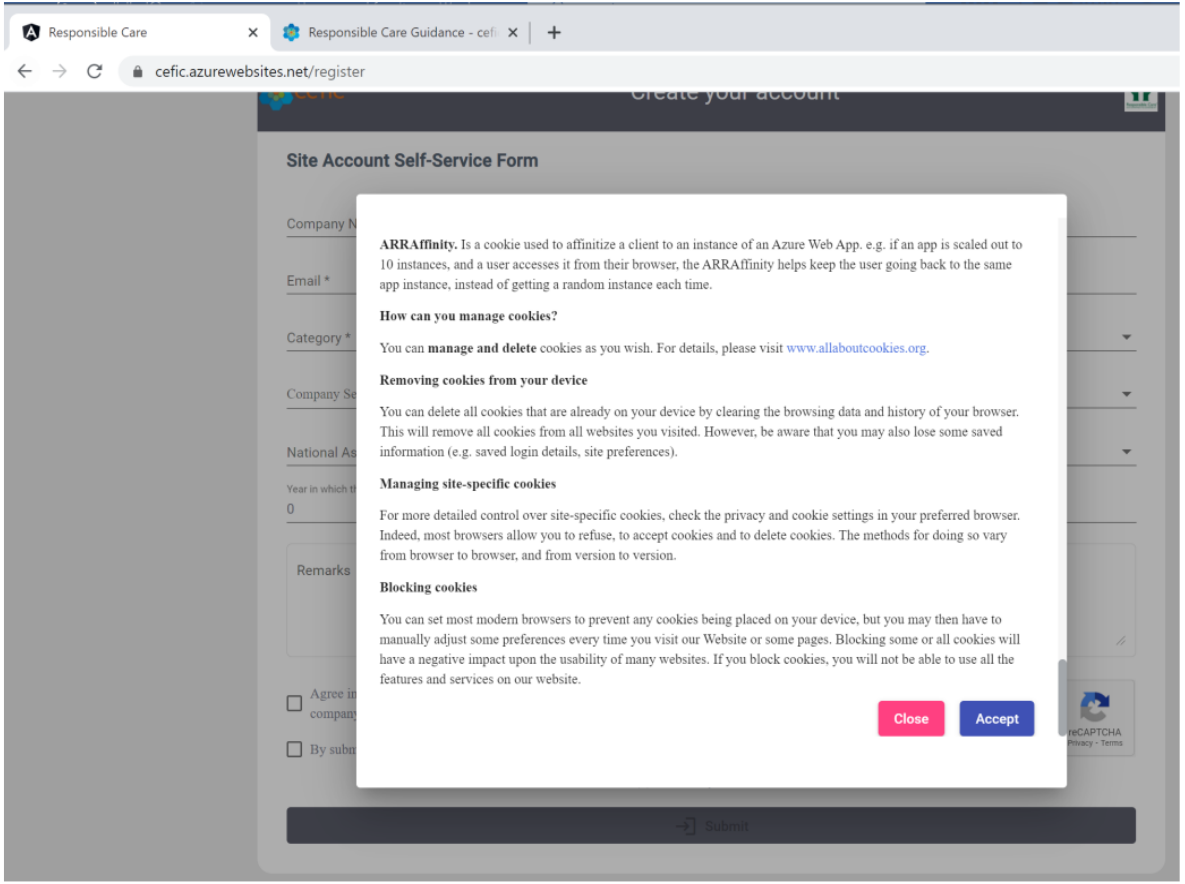 Responsible Care
Responsible Care Guidance - cefi
cefic.azurewebsites.net/register
cefic
Create your account
Responsible Care
Site Account Self-Service Form
Company N
Email *
Category *
Company Se
National As
Year in which th
0
Remarks
Agree in
company
By subm
ARRAffinity. Is a cookie used to affinitize a client to an instance of an Azure Web App. e.g. if an app is scaled out to
10 instances, and a user accesses it from their browser, the ARRAffinity helps keep the user going back to the same
app instance, instead of getting a random instance each time.
How can you manage cookies?
You can manage and delete cookies as you wish. For details, please visit www.allaboutcookies.org.
Removing cookies from your device
You can delete all cookies that are already on your device by clearing the browsing data and history of your browser.
This will remove all cookies from all websites you visited. However, be aware that you may also lose some saved
information (e.g. saved login details, site preferences).
Managing site-specific cookies
For more detailed control over site-specific cookies, check the privacy and cookie settings in your preferred browser.
Indeed, most browsers allow you to refuse, to accept cookies and to delete cookies. The methods for doing so vary
from browser to browser, and from version to version.
Blocking cookies
You can set most modern browsers to prevent any cookies being placed on your device, but you may then have to
manually adjust some preferences every time you visit our Website or some pages. Blocking some or all cookies will
have a negative impact upon the usability of many websites. If you block cookies, you will not be able to use all the
features and services on our website.
Close Accept
reCAPTCHA
Privacy - Terms
Submit